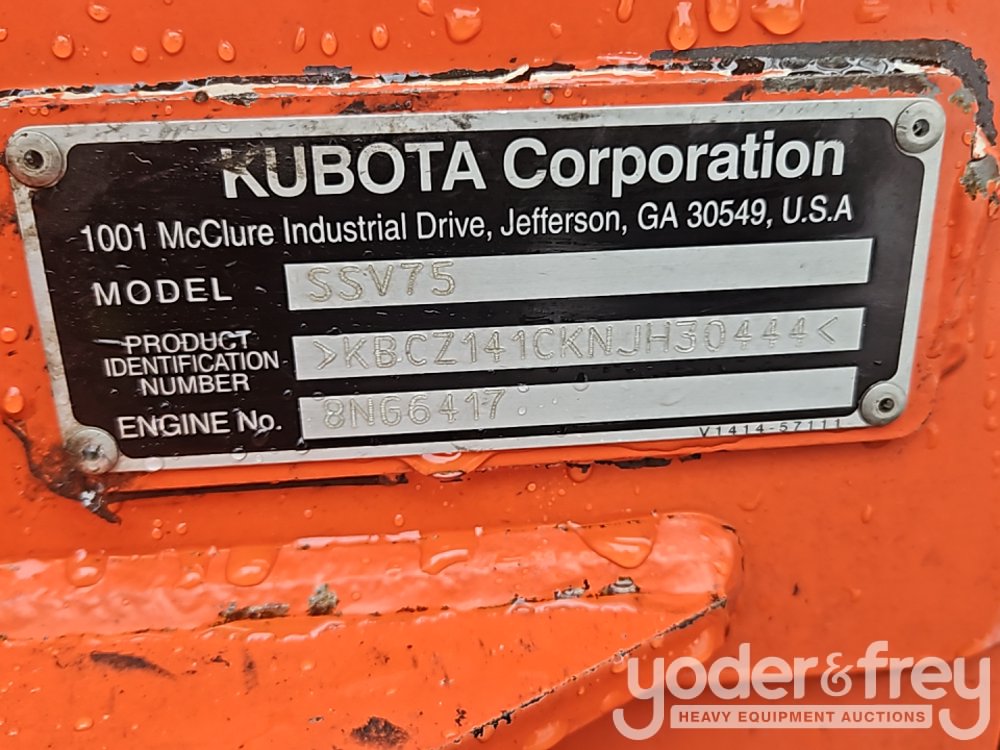 KUBOTA Corporation
1001 McClure Industrial Drive, Jefferson, GA 30549, U.S.A
MODEL SSV75
PRODUCT
IDENTIFICATION >KBCZ141CKNJH30444<
NUMBER
ENGINE No. 8NG6417
V1414-57111
yoder&frey
HEAVY EQUIPMENT AUCTIONS